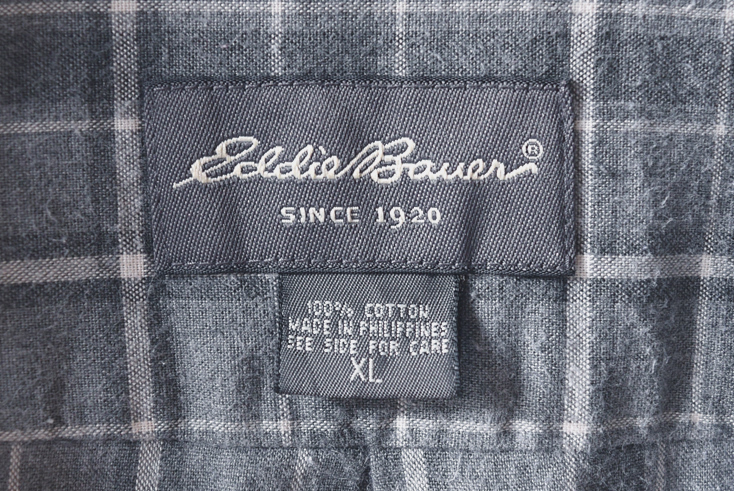 Eddie Bauer®
SINCE 1920
100% COTTON
MADE IN PHILIPPINES
SEE SIDE FOR CARE
XL